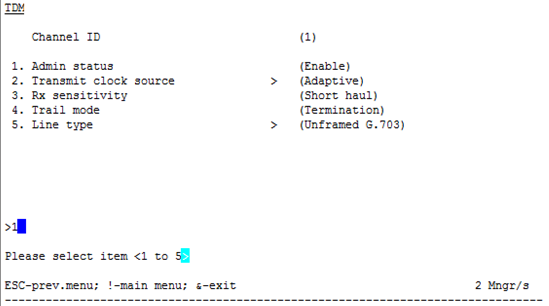 TDM
Channel ID (1)
1. Admin status (Enable)
2. Transmit clock source > (Adaptive)
3. Rx sensitivity (Short haul)
4. Trail mode (Termination)
5. Line type > (Unframed G.703)
>1
Please select item <1 to 5>
ESC-prev.menu; !-main menu; &-exit 2 Mngr/s